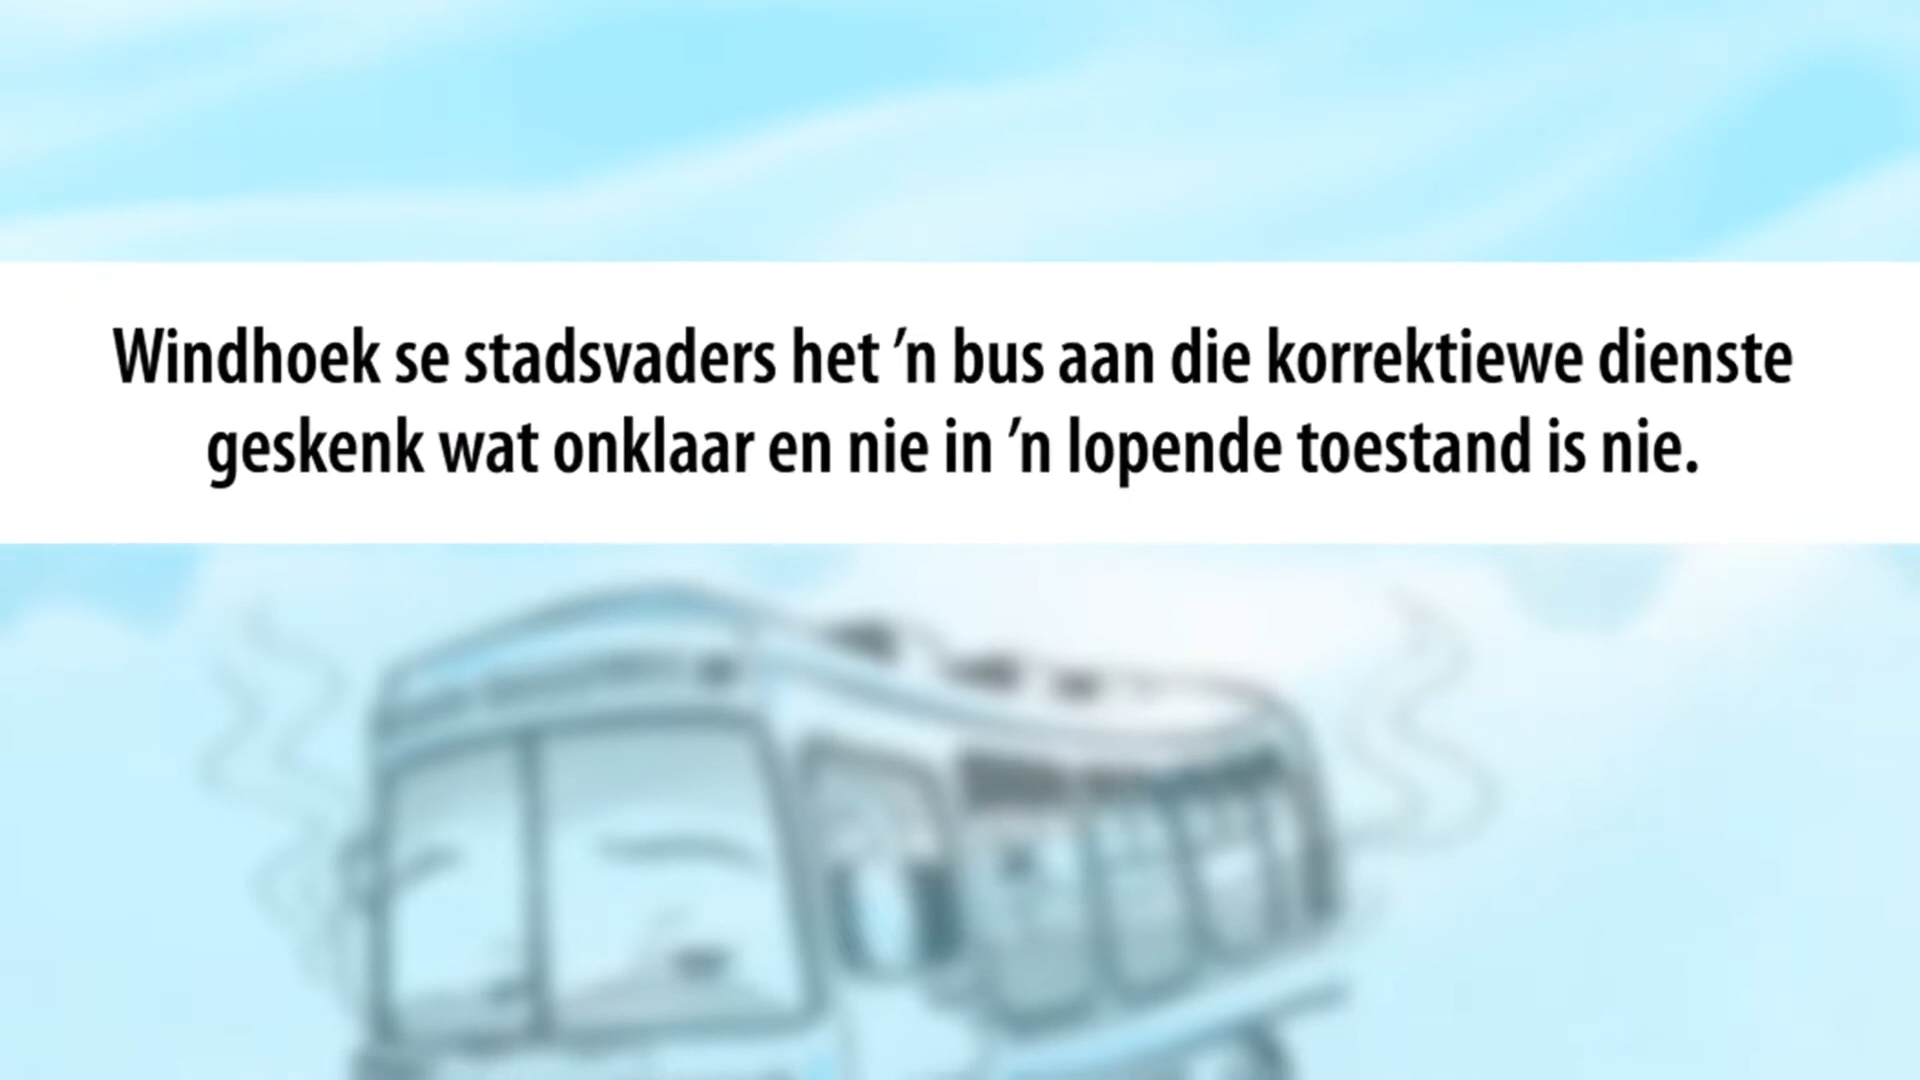 Windhoek se stadsvaders het ’n bus aan die korrektiewe dienste
geskenk wat onklaar en nie in ’n lopende toestand is nie.